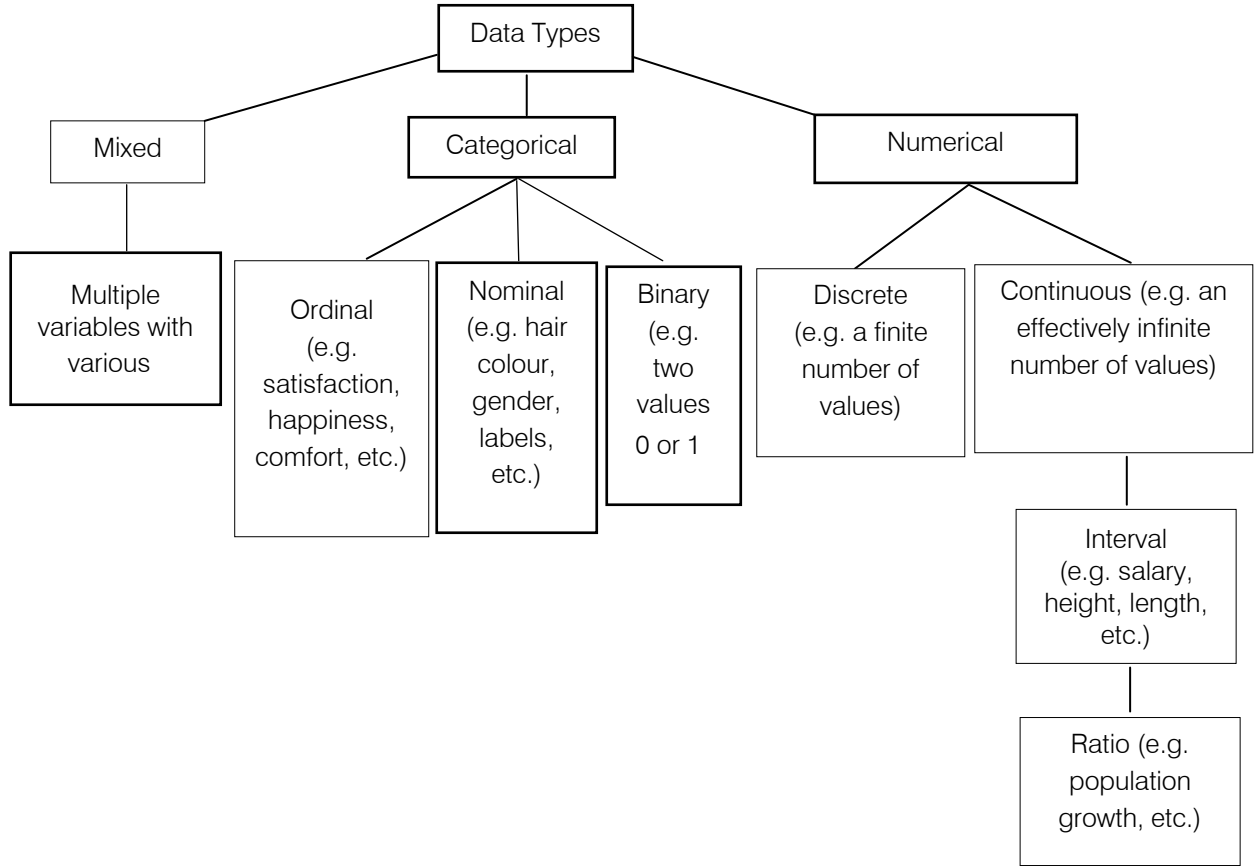 Data Types
Mixed
Categorical
Numerical
Multiple
variables with
various
Ordinal
(e.g.
satisfaction,
happiness,
comfort, etc.)
Nominal
(e.g. hair
colour,
gender,
labels,
etc.)
Binary
(e.g.
two
values
0 or 1
Discrete
(e.g. a finite
number of
values)
Continuous (e.g. an
effectively infinite
number of values)
Interval
(e.g. salary,
height, length,
etc.)
Ratio (e.g.
population
growth, etc.)